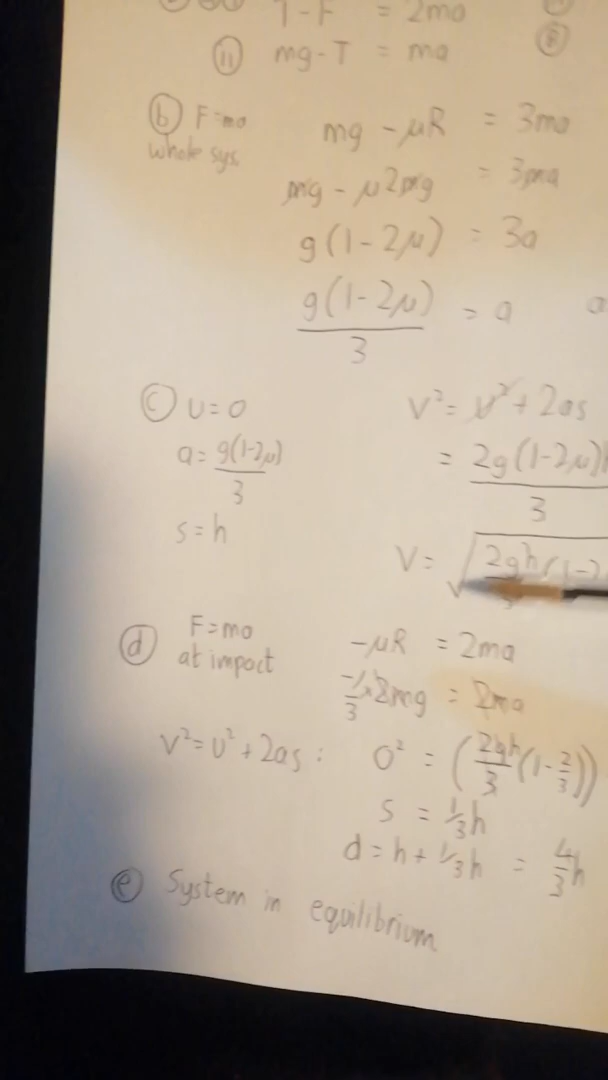 T - F = 2ma
(ii) mg - T = ma
(b) F=ma mg - μR = 3ma
whole sys. mg - μ2mg = 3ma
g(1 - 2μ) = 3a
g(1 - 2μ)/3 = a a
(c) u = 0 v² = u² + 2as
a = g(1-2μ)/3 = 2g(1-2μ)h/3
s = h
v = √2gh(1-2
(d) F=ma -μR = 2ma
at impact -1/3 × 2mg = 2ma
v² = u² + 2as : 0² = (2gh/3(1 - 2/3))
s = 1/3h
d = h + 1/3h = 4/3h
(e) System in equilibrium